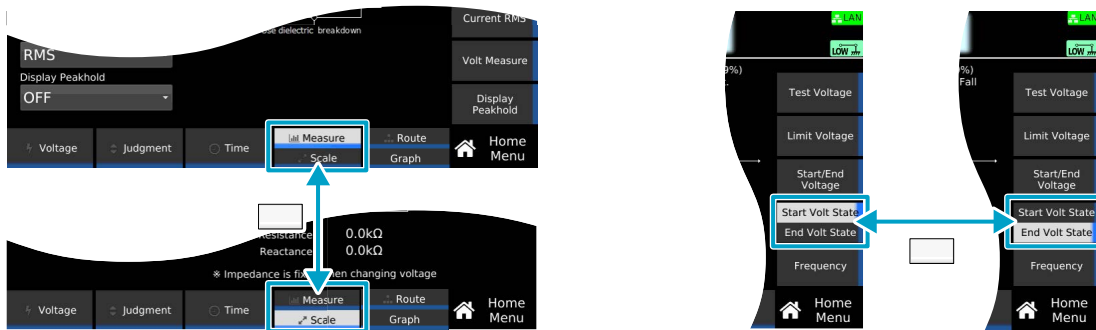 use dielectric breakdown
RMS
Display Peakhold
OFF
Current RMS
Volt Measure
Display
Peakhold
Voltage
Judgment
Time
Measure
Scale
Route
Graph
Home
Menu
Resistance 0.0kΩ
Reactance 0.0kΩ
※ Impedance is when changing voltage
Voltage
Judgment
Time
Measure
Scale
Route
Graph
Home
Menu
LAN
LOW
9%)
Test Voltage
Limit Voltage
Start/End
Voltage
Start Volt State
End Volt State
Frequency
Home
Menu
LAN
LOW
%)
Fall
Test Voltage
Limit Voltage
Start/End
Voltage
Start Volt State
End Volt State
Frequency
Home
Menu